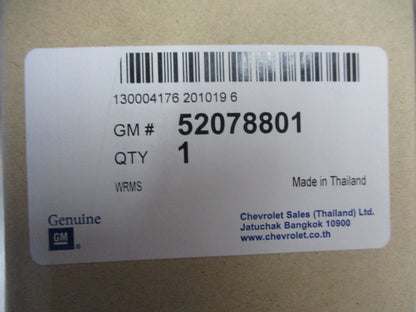 130004176 201019 6
GM # 52078801
QTY 1
WRMS Made in Thailand
Genuine
GM ®
Chevrolet Sales (Thailand) Ltd.
Jatuchak Bangkok 10900
www.chevrolet.co.th